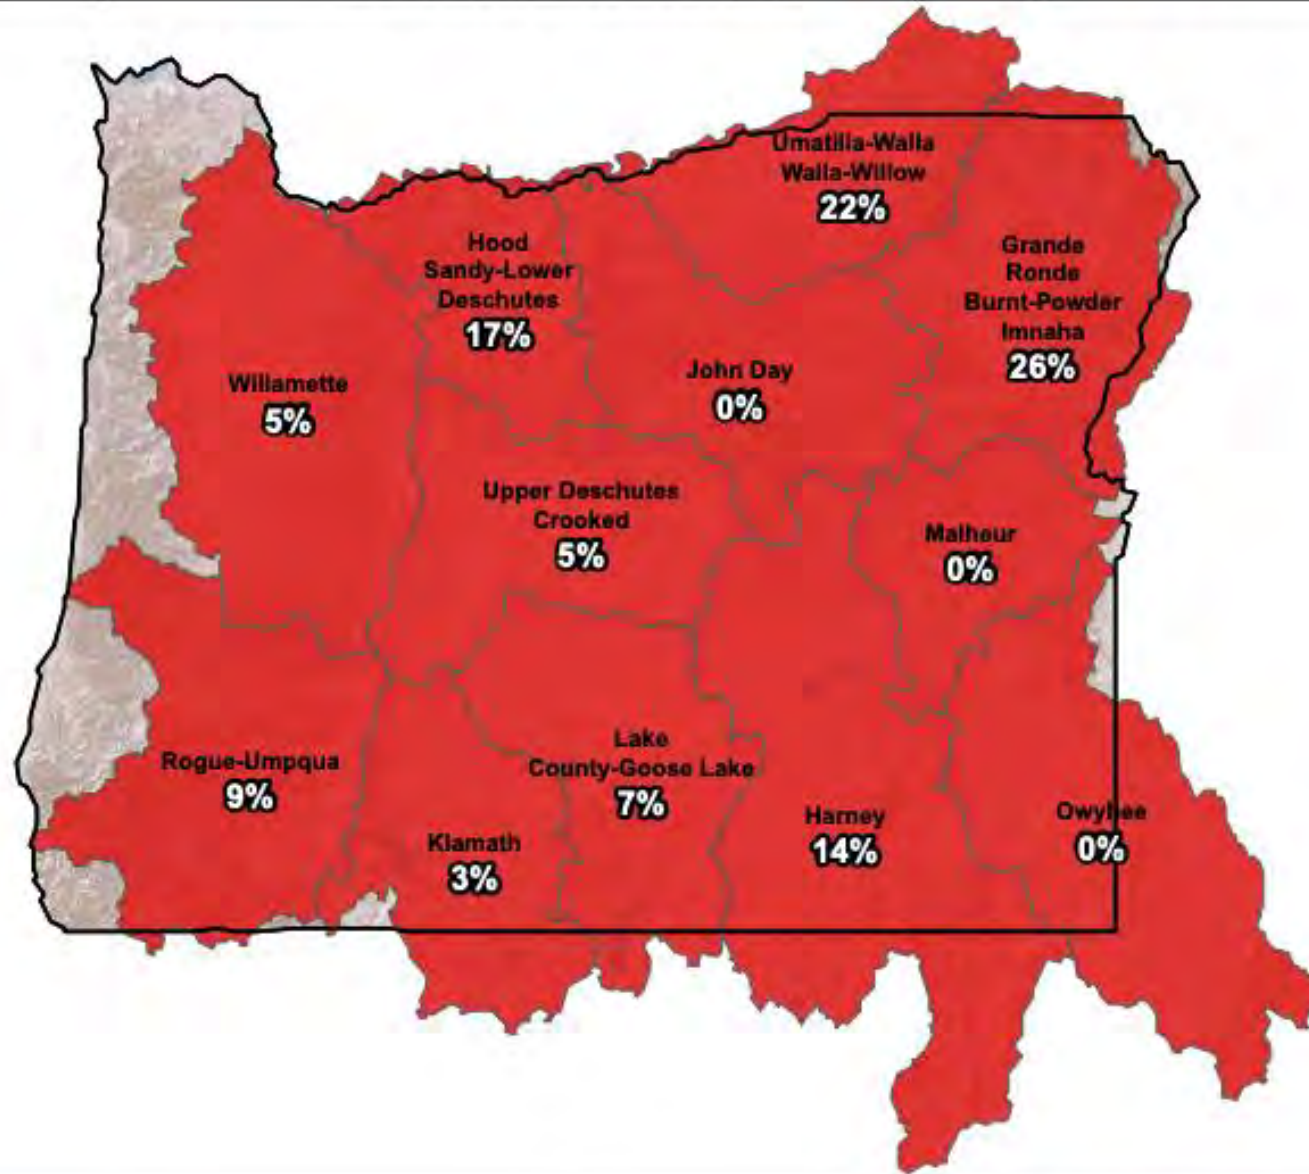 Umatilla-Walla
Walla-Willow
22%
Hood
Sandy-Lower
Deschutes
17%
Grande
Ronde
Burnt-Powder
Imnaha
26%
Willamette
5%
John Day
0%
Upper Deschutes
Crooked
5%
Malheur
0%
Rogue-Umpqua
9%
Lake
County-Goose Lake
7%
Klamath
3%
Harney
14%
Owyhee
0%